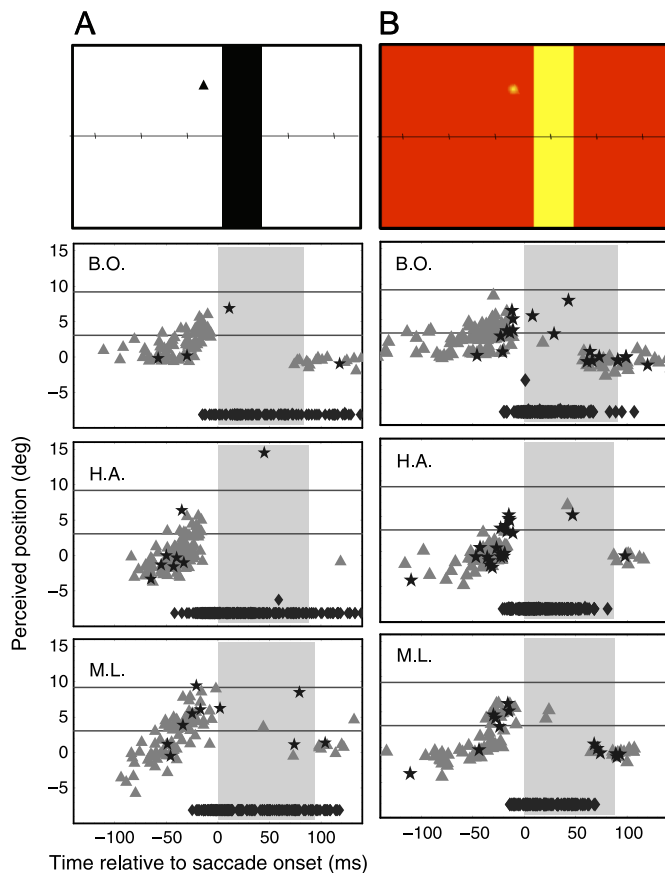 A
B
B.O.
15
10
5
0
−5
B.O.
H.A.
15
10
5
0
−5
H.A.
M.L.
15
10
5
0
−5
M.L.
Perceived position (deg)
−100 −50 0 50 100
−100 −50 0 50 100
Time relative to saccade onset (ms)